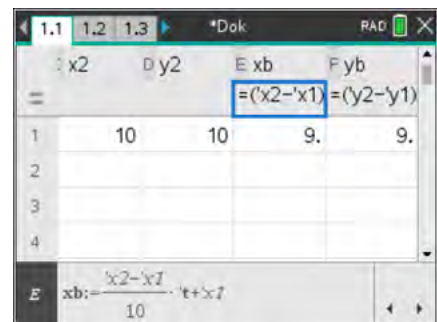 1.1 1.2 1.3 *Dok RAD
x2 D y2 E xb F yb
= =('x2-'x1) =('y2-'y1)
1 10 10 9. 9.
2
3
4
E xb:=('x2-'x1)/10·'t+'x1